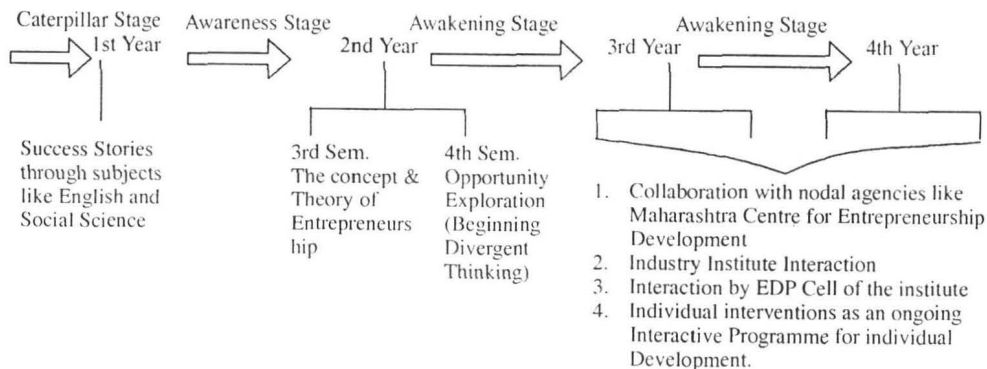 Caterpillar Stage
1st Year
Awareness Stage
2nd Year
Awakening Stage
3rd Year
Awakening Stage
4th Year
Success Stories
through subjects
like English and
Social Science
3rd Sem.
The concept &
Theory of
Entrepreneurs
hip
4th Sem.
Opportunity
Exploration
(Beginning
Divergent
Thinking)
1. Collaboration with nodal agencies like
Maharashtra Centre for Entrepreneurship
Development
2. Industry Institute Interaction
3. Interaction by EDP Cell of the institute
4. Individual interventions as an ongoing
Interactive Programme for individual
Development.